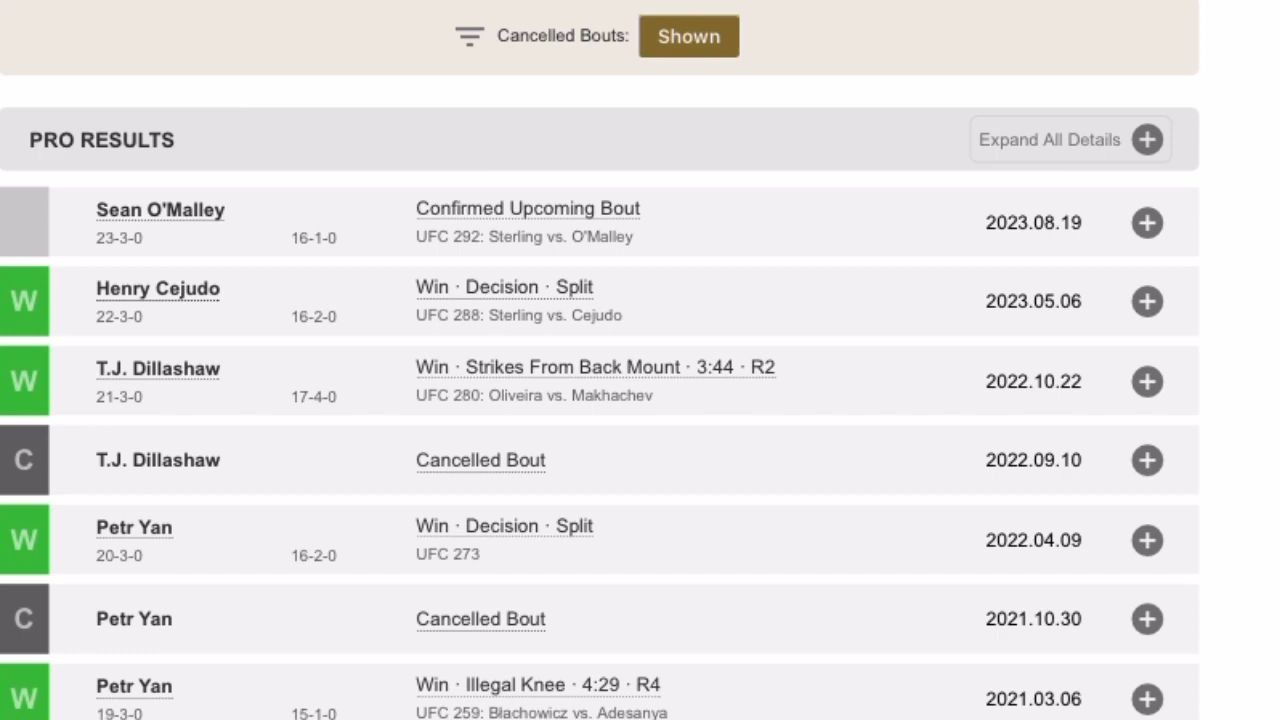 Cancelled Bouts: Shown
PRO RESULTS Expand All Details
Sean O'Malley Confirmed Upcoming Bout 2023.08.19
23-3-0 16-1-0 UFC 292: Sterling vs. O'Malley
W Henry Cejudo Win · Decision · Split 2023.05.06
22-3-0 16-2-0 UFC 288: Sterling vs. Cejudo
W T.J. Dillashaw Win · Strikes From Back Mount · 3:44 · R2 2022.10.22
21-3-0 17-4-0 UFC 280: Oliveira vs. Makhachev
C T.J. Dillashaw Cancelled Bout 2022.09.10
W Petr Yan Win · Decision · Split 2022.04.09
20-3-0 16-2-0 UFC 273
C Petr Yan Cancelled Bout 2021.10.30
W Petr Yan Win · Illegal Knee · 4:29 · R4 2021.03.06
19-3-0 15-1-0 UFC 259: Błachowicz vs. Adesanya